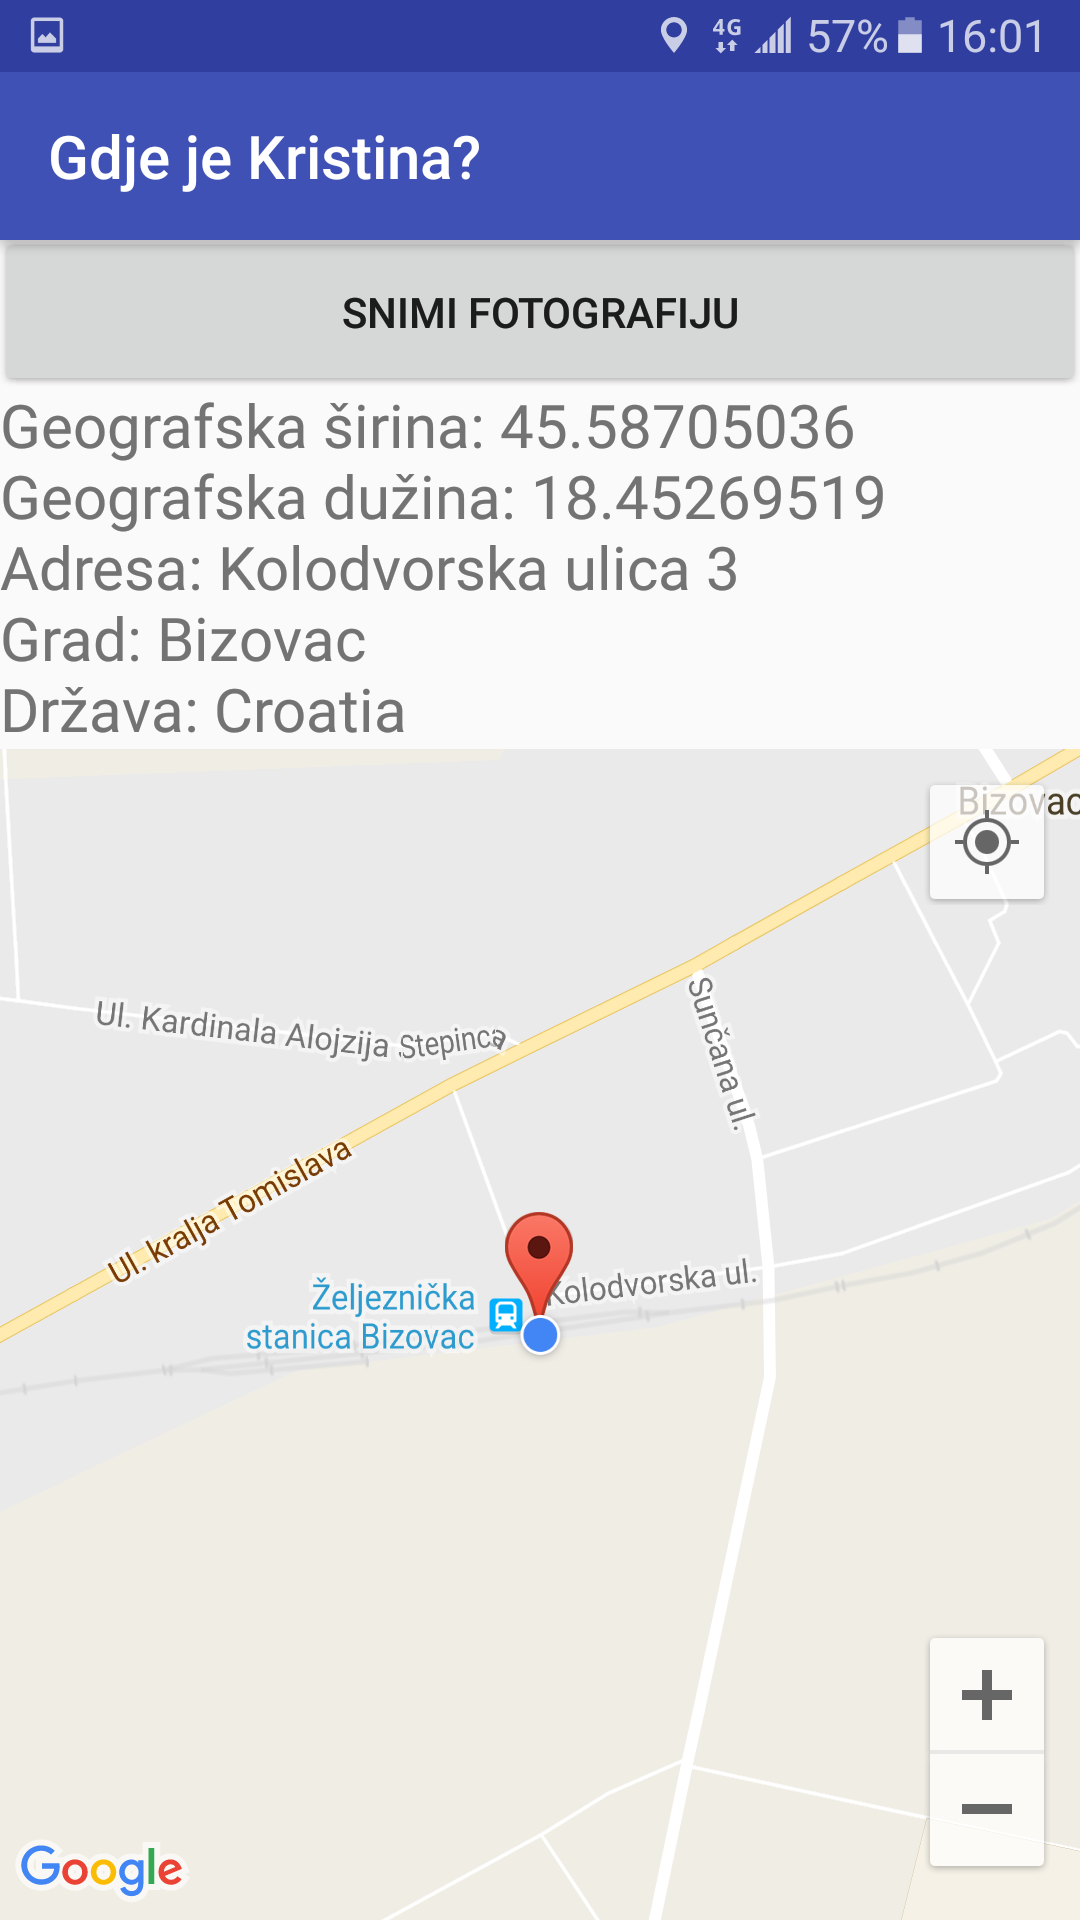 4G 57% 16:01
Gdje je Kristina?
SNIMI FOTOGRAFIJU
Geografska širina: 45.58705036
Geografska dužina: 18.45269519
Adresa: Kolodvorska ulica 3
Grad: Bizovac
Država: Croatia
Bizovac
Ul. Kardinala Alojzija Stepinca
Sunčana ul.
Ul. kralja Tomislava
Kolodvorska ul.
Željeznička
stanica Bizovac
Google